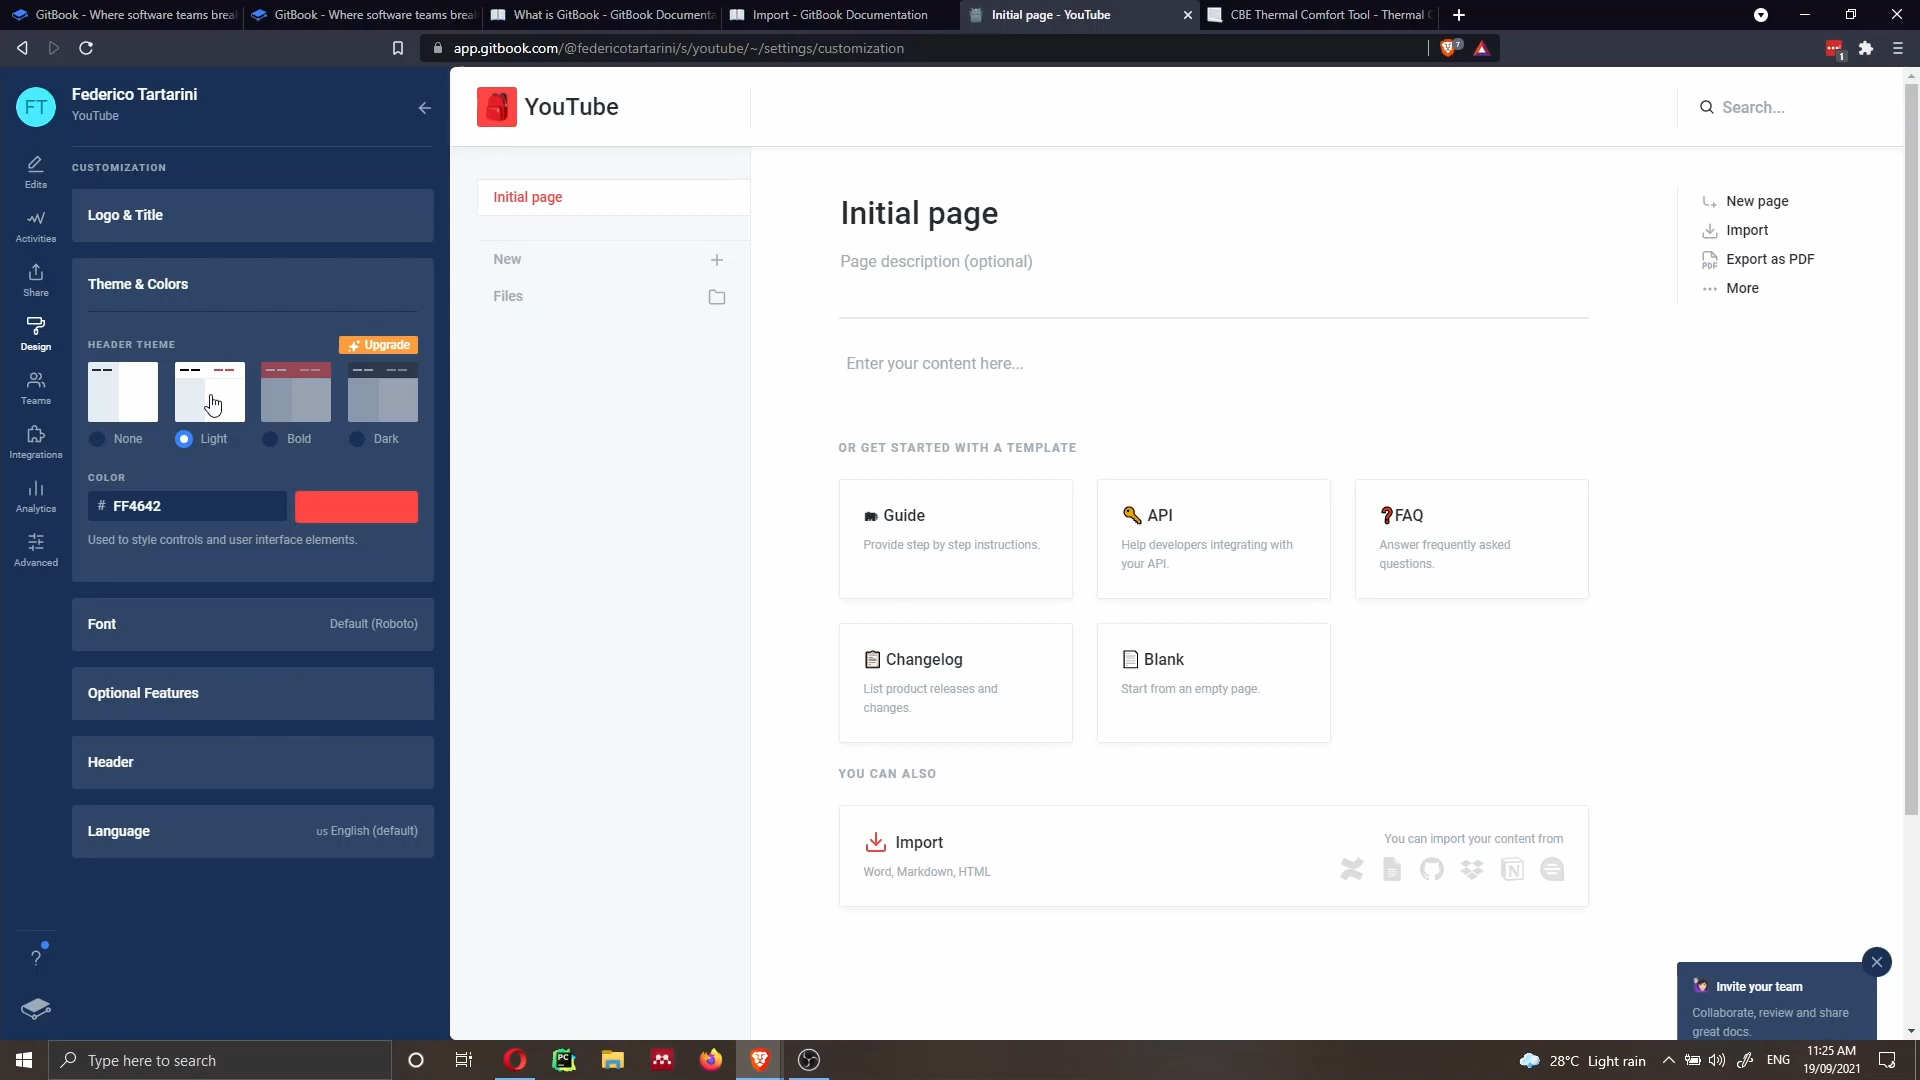 GitBook - Where software teams brea
GitBook - Where software teams brea
What is GitBook - GitBook Documenta
Import - GitBook Documentation
Initial page - YouTube
CBE Thermal Comfort Tool - Thermal C
app.gitbook.com/@federicotartarini/s/youtube/~/settings/customization
7
1
FT
Federico Tartarini
YouTube
Edits
Activities
Share
Design
Teams
Integrations
Analytics
Advanced
?
CUSTOMIZATION
Logo & Title
Theme & Colors
HEADER THEME
Upgrade
None
Light
Bold
Dark
COLOR
# FF4642
Used to style controls and user interface elements.
Font
Default (Roboto)
Optional Features
Header
Language
us English (default)
YouTube
Search...
Initial page
New
Files
Initial page
Page description (optional)
Enter your content here...
New page
Import
PDF
Export as PDF
More
OR GET STARTED WITH A TEMPLATE
Guide
Provide step by step instructions.
API
Help developers integrating with
your API.
FAQ
Answer frequently asked
questions.
Changelog
List product releases and
changes.
Blank
Start from an empty page.
YOU CAN ALSO
Import
Word, Markdown, HTML
You can import your content from
Invite your team
Collaborate, review and share
great docs.
Type here to search
PC
28°C Light rain
ENG
11:25 AM
19/09/2021